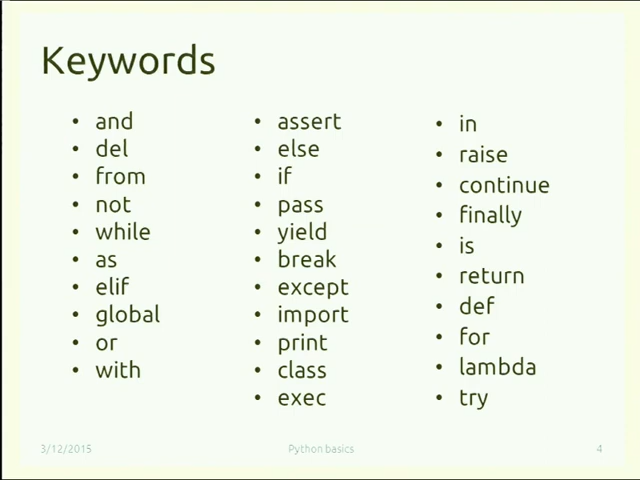 Keywords
• and
• del
• from
• not
• while
• as
• elif
• global
• or
• with
• assert
• else
• if
• pass
• yield
• break
• except
• import
• print
• class
• exec
• in
• raise
• continue
• finally
• is
• return
• def
• for
• lambda
• try
3/12/2015
Python basics
4